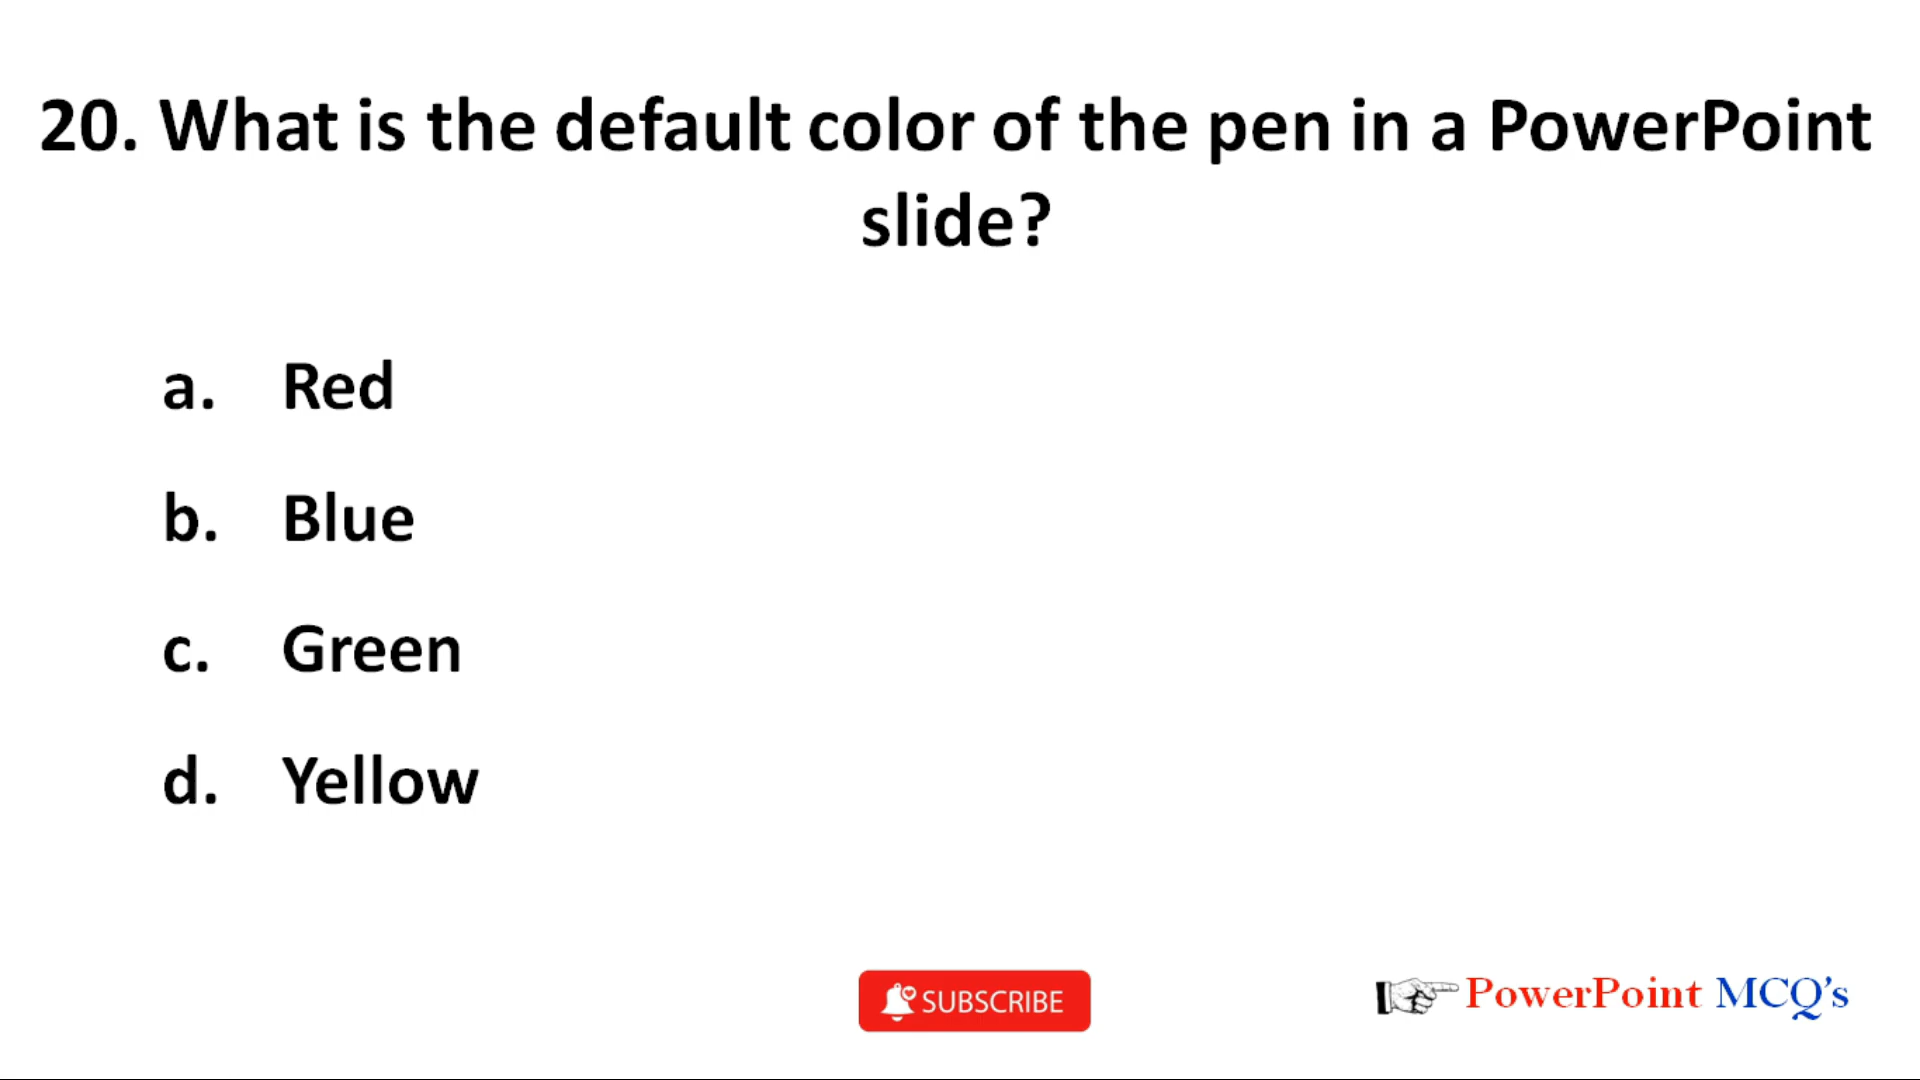 20. What is the default color of the pen in a PowerPoint
slide?
a. Red
b. Blue
c. Green
d. Yellow
SUBSCRIBE
PowerPoint MCQ's